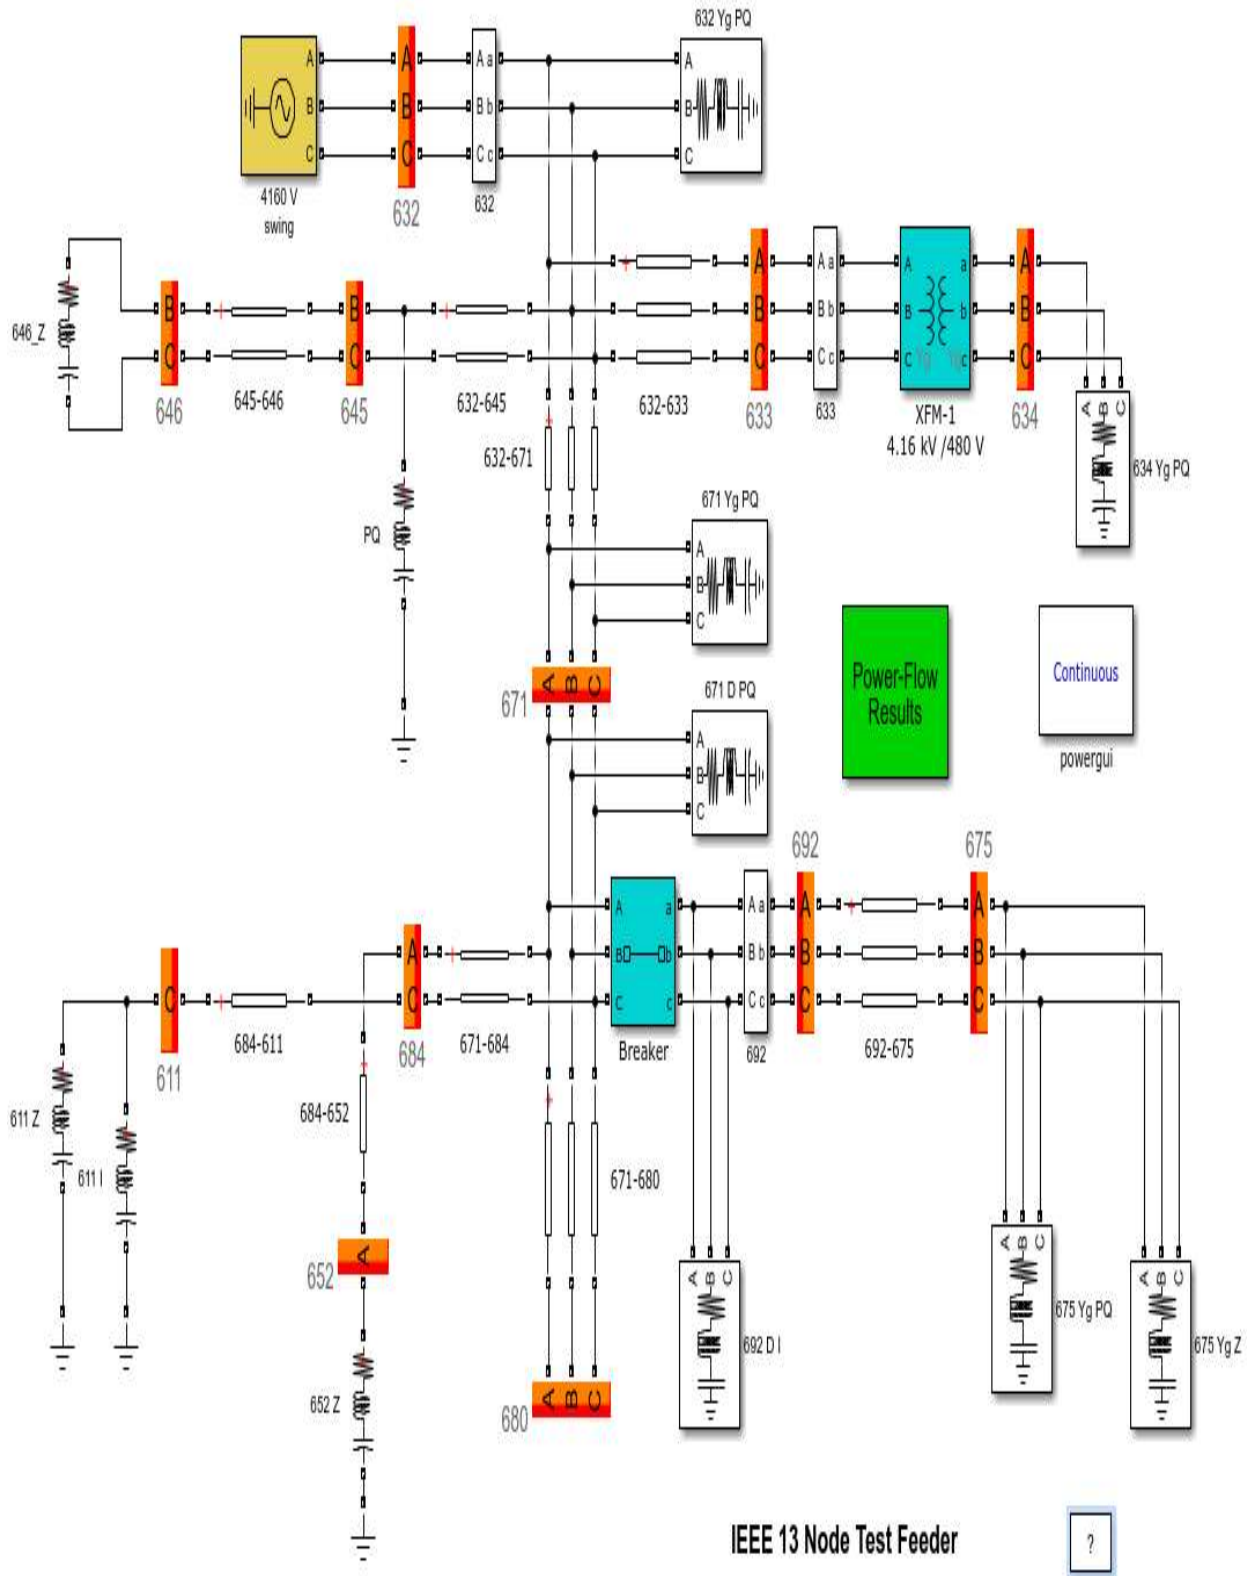 632 Yg PQ
A
B
C
A
B
C
A a
B b
C c
A
B
C
4160 V
swing
632
632
646_Z
B
C
646
645-646
B
C
645
632-645
632-633
A
B
C
633
A a
B b
C c
633
A
B
C
a
b
c
Yg
Yg
XFM-1
4.16 kV /480 V
A
B
C
634
A
B
C
634 Yg PQ
632-671
PQ
671 Yg PQ
A
B
C
A
B
C
671
671 D PQ
A
B
C
Power-Flow
Results
Continuous
powergui
692
675
A
B
C
a
b
c
Breaker
A a
B b
C c
692
A
B
C
692-675
A
B
C
A
C
684
671-684
C
611
684-611
611 Z
611 I
684-652
A
652
652 Z
671-680
A
B
C
680
A
B
C
692 D I
A
B
C
675 Yg PQ
A
B
C
675 Yg Z
IEEE 13 Node Test Feeder
?